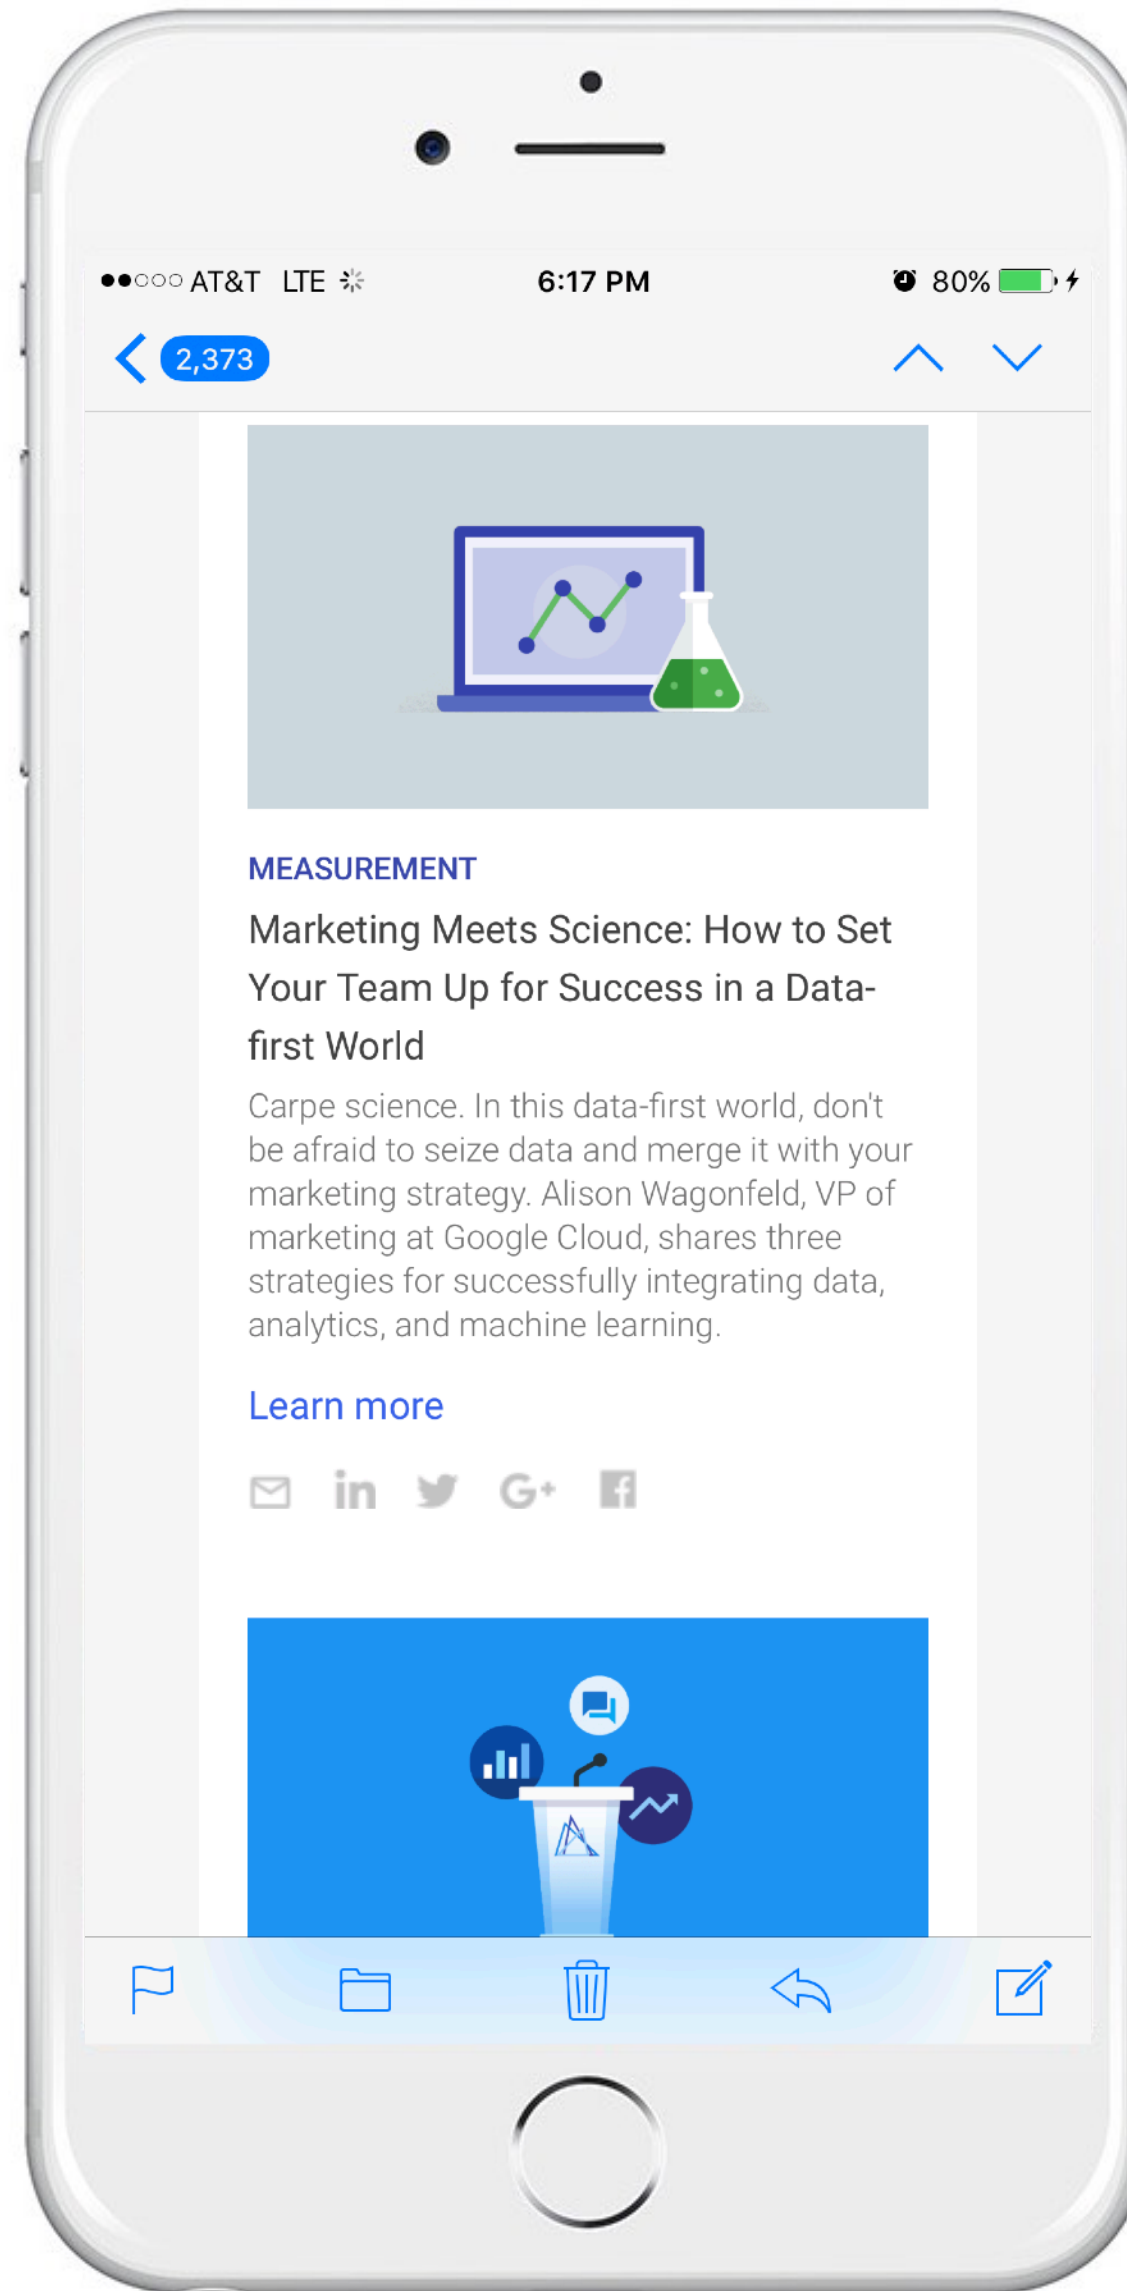 AT&T LTE 6:17 PM 80%
2,373
MEASUREMENT
Marketing Meets Science: How to Set
Your Team Up for Success in a Data-
first World
Carpe science. In this data-first world, don't
be afraid to seize data and merge it with your
marketing strategy. Alison Wagonfeld, VP of
marketing at Google Cloud, shares three
strategies for successfully integrating data,
analytics, and machine learning.
Learn more
in G+ f